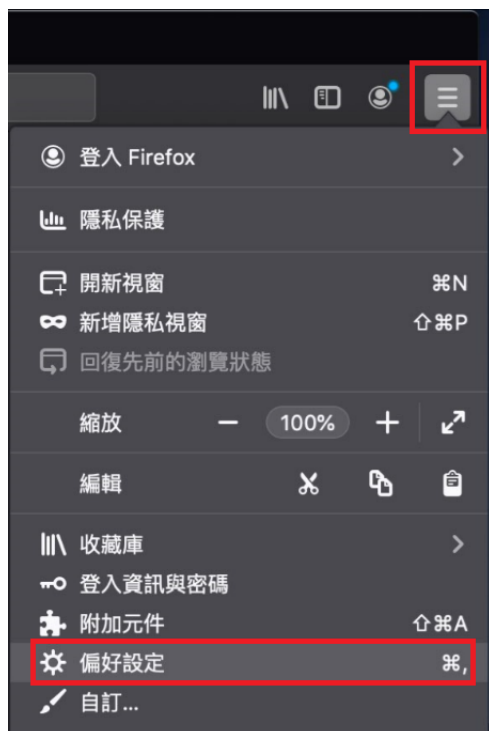 登入 Firefox
隱私保護
開新視窗 ⌘N
新增隱私視窗 ⇧⌘P
回復先前的瀏覽狀態
縮放 − 100% +
編輯
收藏庫
登入資訊與密碼
附加元件 ⇧⌘A
偏好設定 ⌘,
自訂...